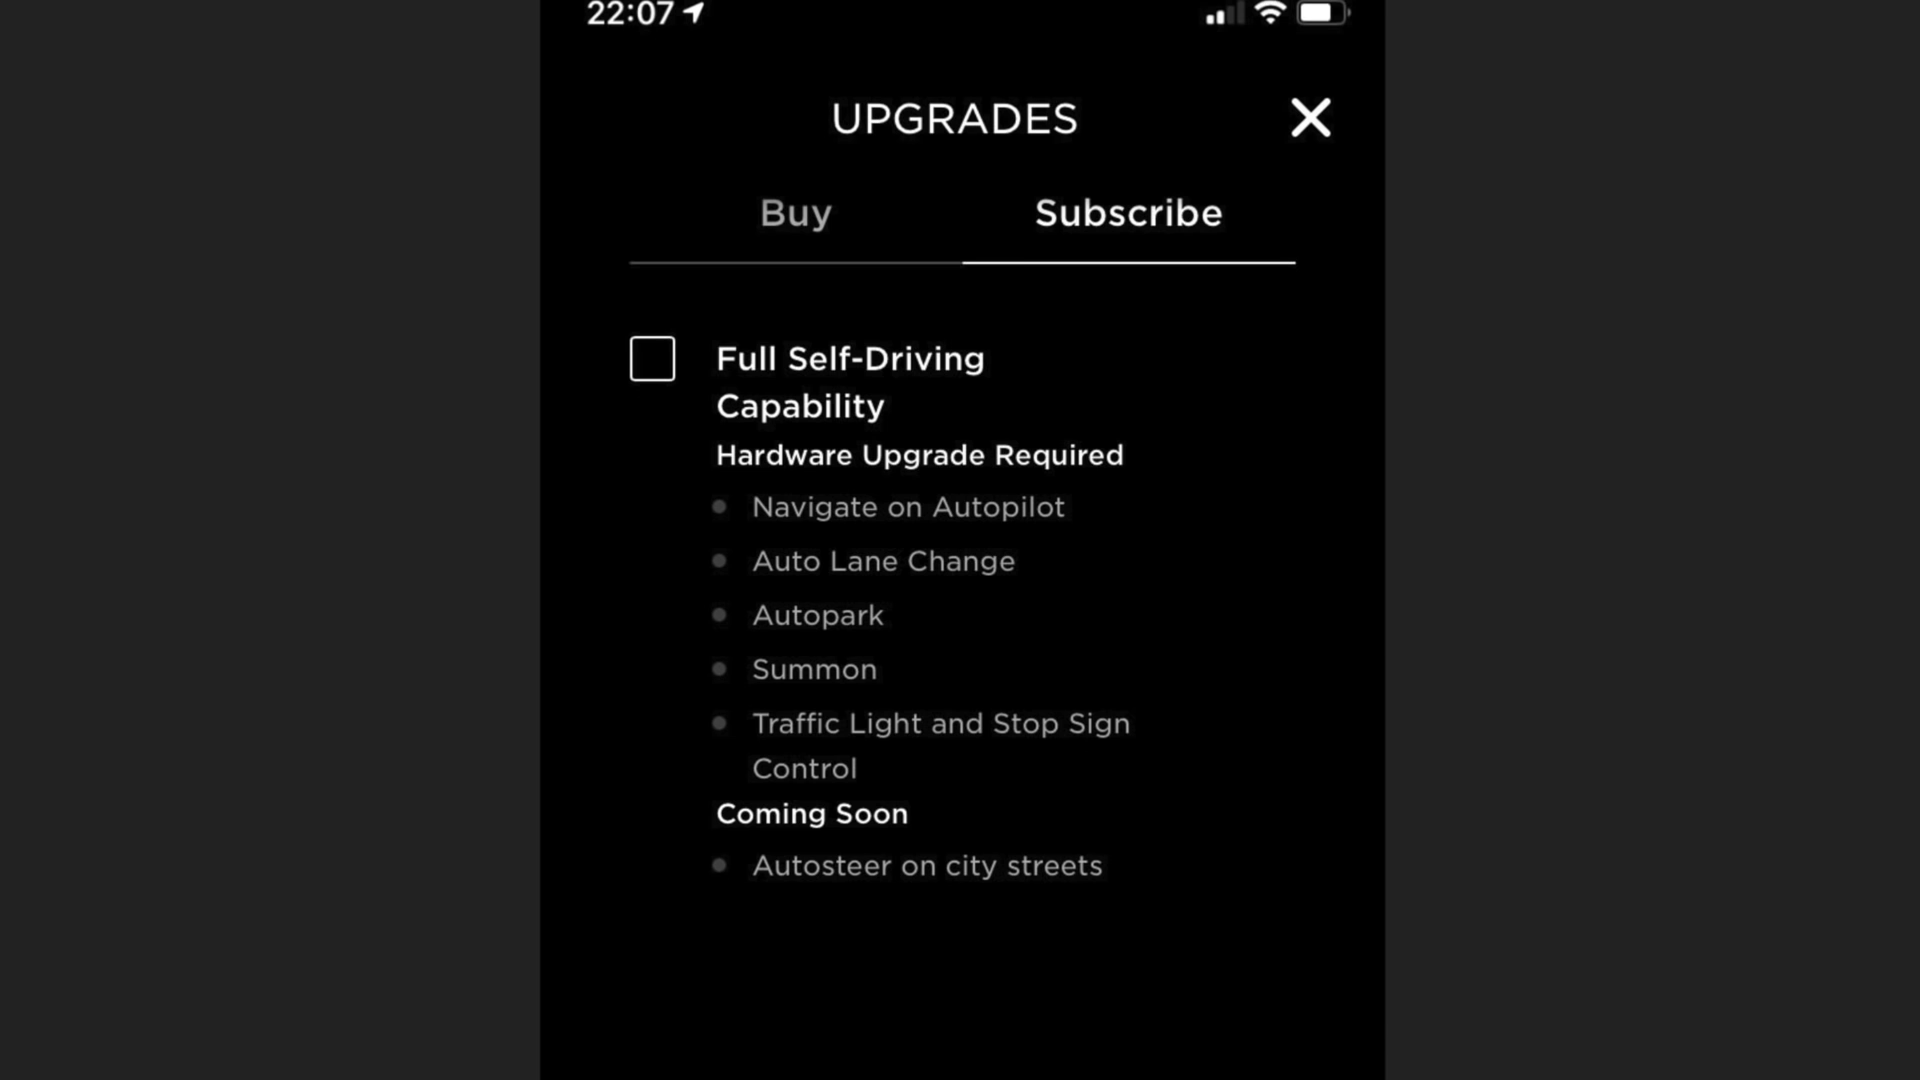 22:07
UPGRADES
Buy
Subscribe
Full Self-Driving
Capability
Hardware Upgrade Required
Navigate on Autopilot
Auto Lane Change
Autopark
Summon
Traffic Light and Stop Sign
Control
Coming Soon
Autosteer on city streets